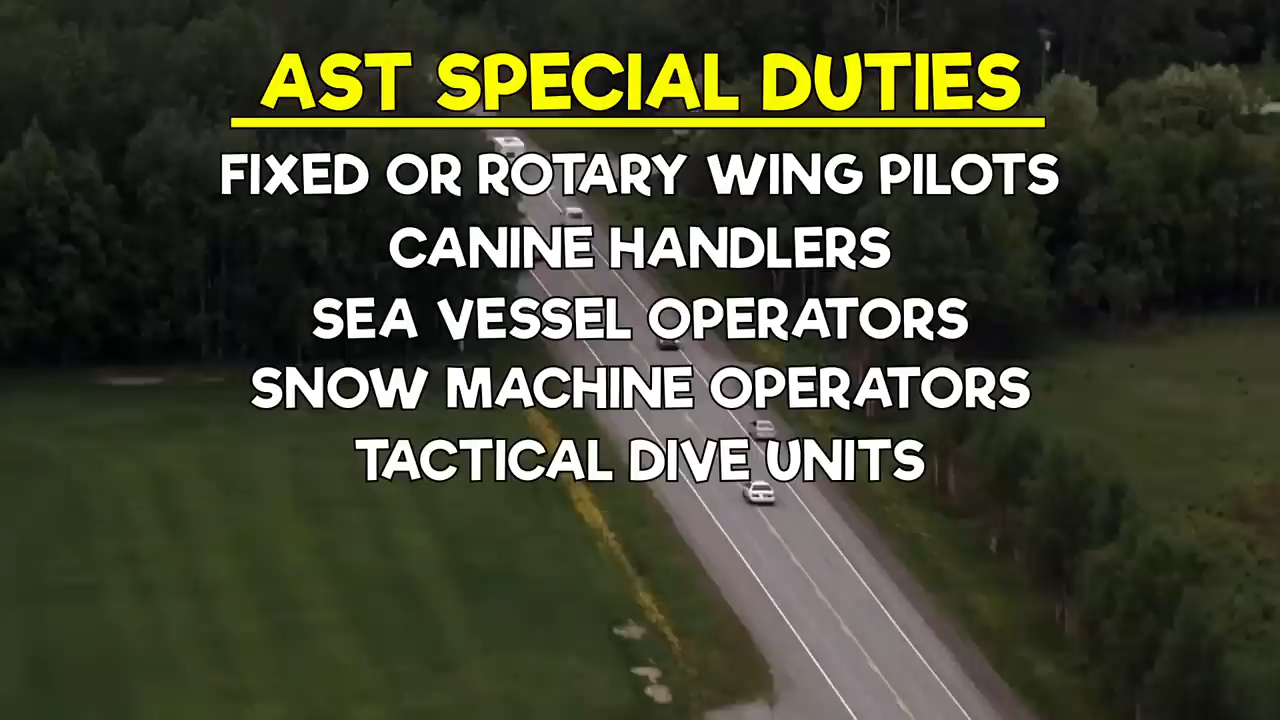 AST SPECIAL DUTIES
FIXED OR ROTARY WING PILOTS
CANINE HANDLERS
SEA VESSEL OPERATORS
SNOW MACHINE OPERATORS
TACTICAL DIVE UNITS